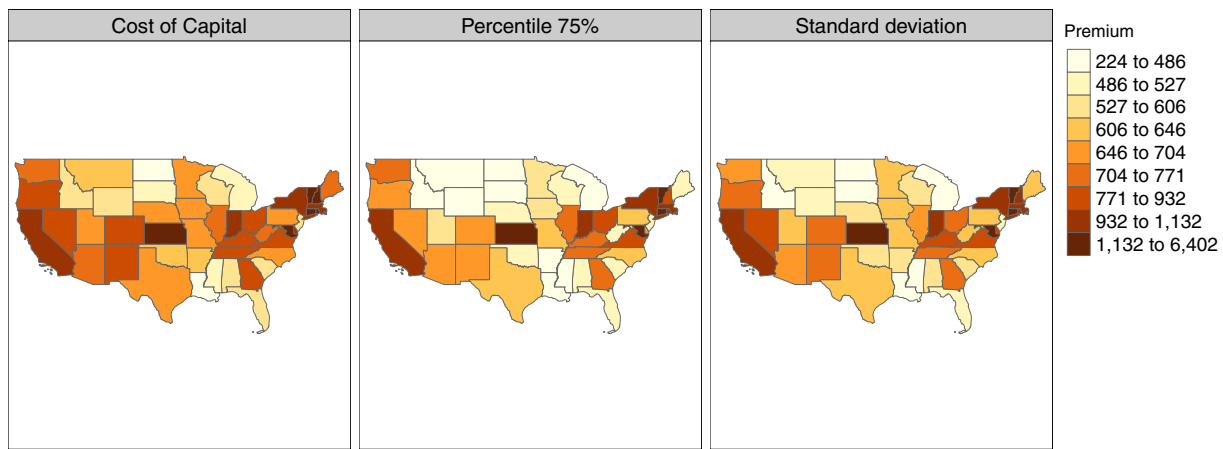 Cost of Capital
Percentile 75%
Standard deviation
Premium
224 to 486
486 to 527
527 to 606
606 to 646
646 to 704
704 to 771
771 to 932
932 to 1,132
1,132 to 6,402